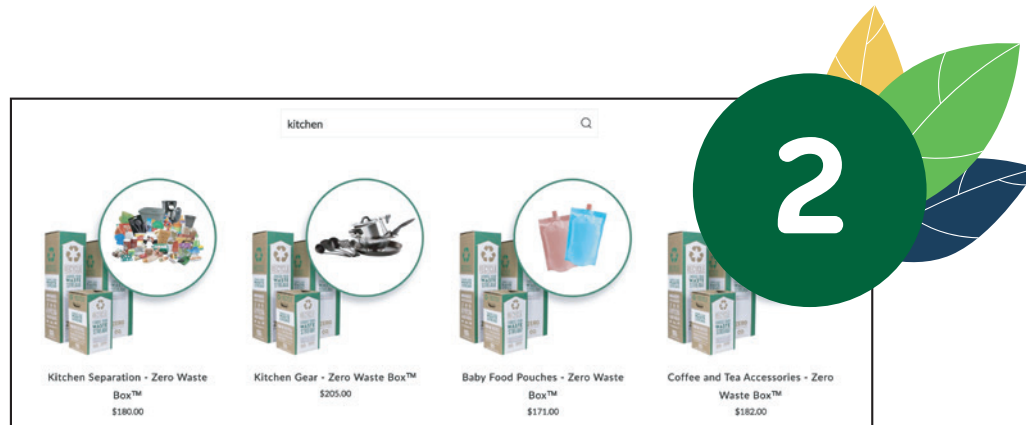 kitchen
2
Kitchen Separation - Zero Waste
Box™
$180.00
Kitchen Gear - Zero Waste Box™
$205.00
Baby Food Pouches - Zero Waste
Box™
$171.00
Coffee and Tea Accessories - Zero
Waste Box™
$182.00